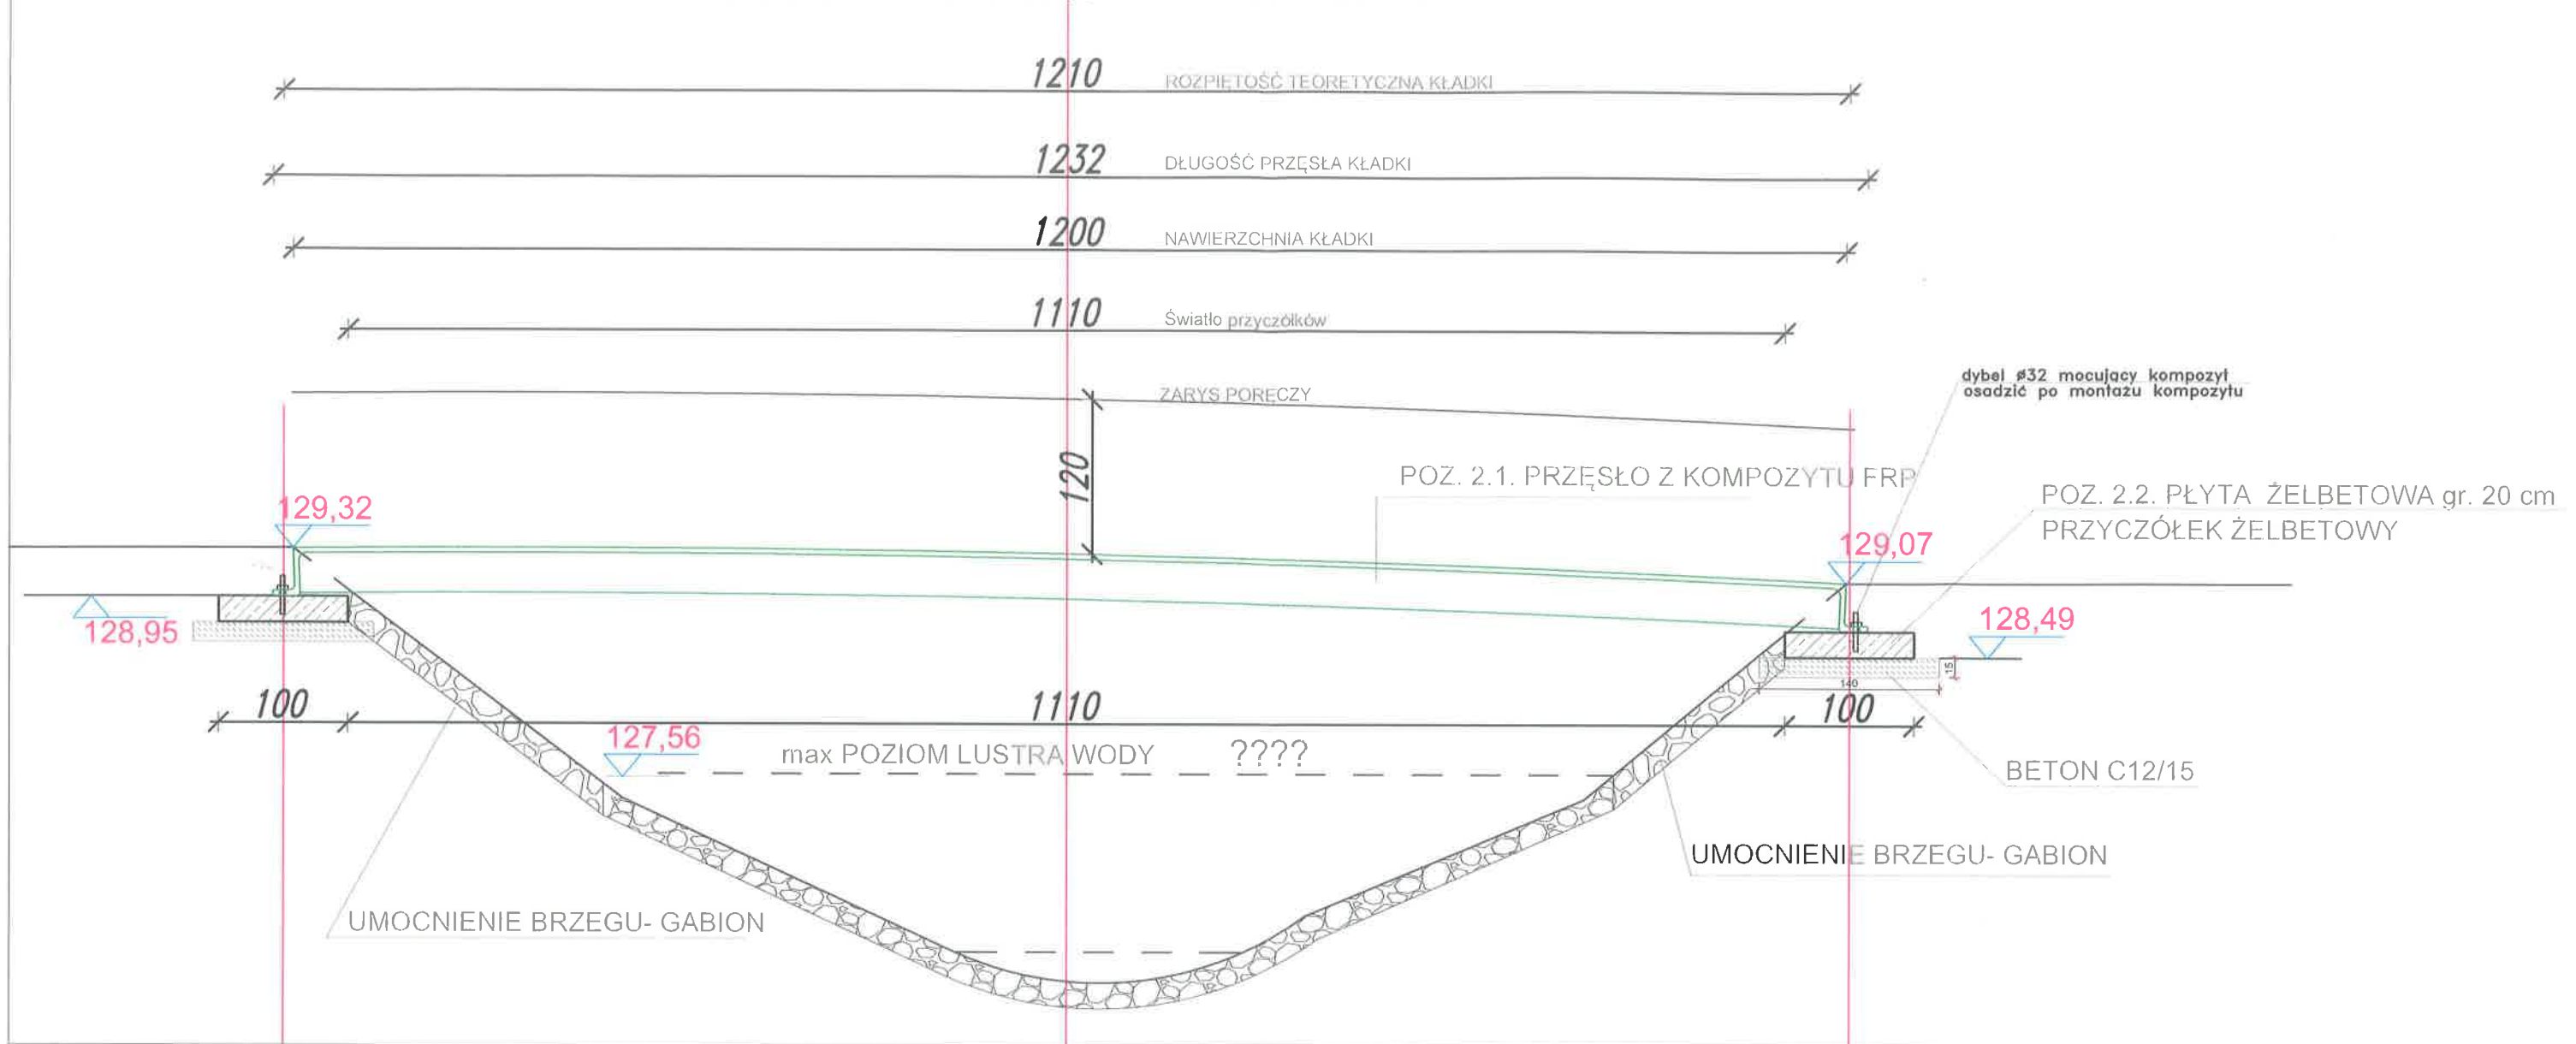 1210 ROZPIĘTOŚĆ TEORETYCZNA KŁADKI
1232 DŁUGOŚĆ PRZĘSŁA KŁADKI
1200 NAWIERZCHNIA KŁADKI
1110 Światło przyczółków
dybel ø32 mocujący kompozyt
osadzić po montażu kompozytu
ZARYS PORĘCZY
120
POZ. 2.1. PRZĘSŁO Z KOMPOZYTU FRP
POZ. 2.2. PŁYTA ŻELBETOWA gr. 20 cm
PRZYCZÓŁEK ŻELBETOWY
129,32
129,07
128,95
128,49
15
140
100
1110
100
127,56
max POZIOM LUSTRA WODY ????
BETON C12/15
UMOCNIENIE BRZEGU- GABION
UMOCNIENIE BRZEGU- GABION